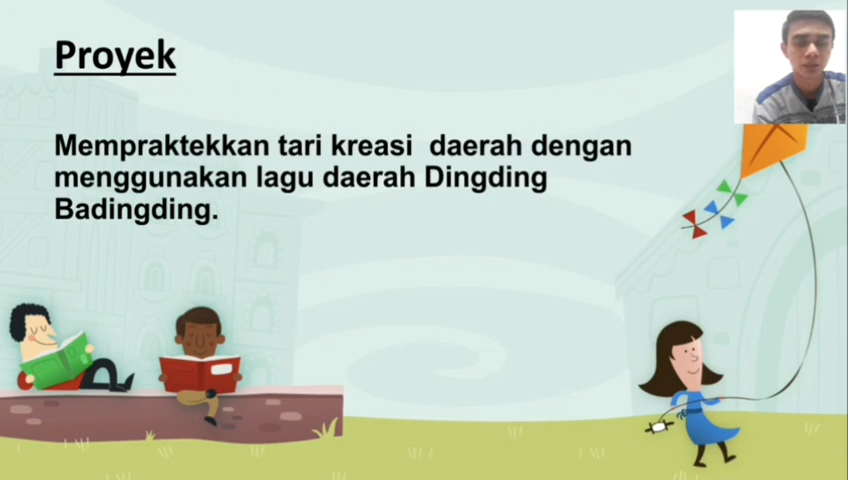 Proyek
Mempraktekkan tari kreasi daerah dengan
menggunakan lagu daerah Dingding
Badingding.